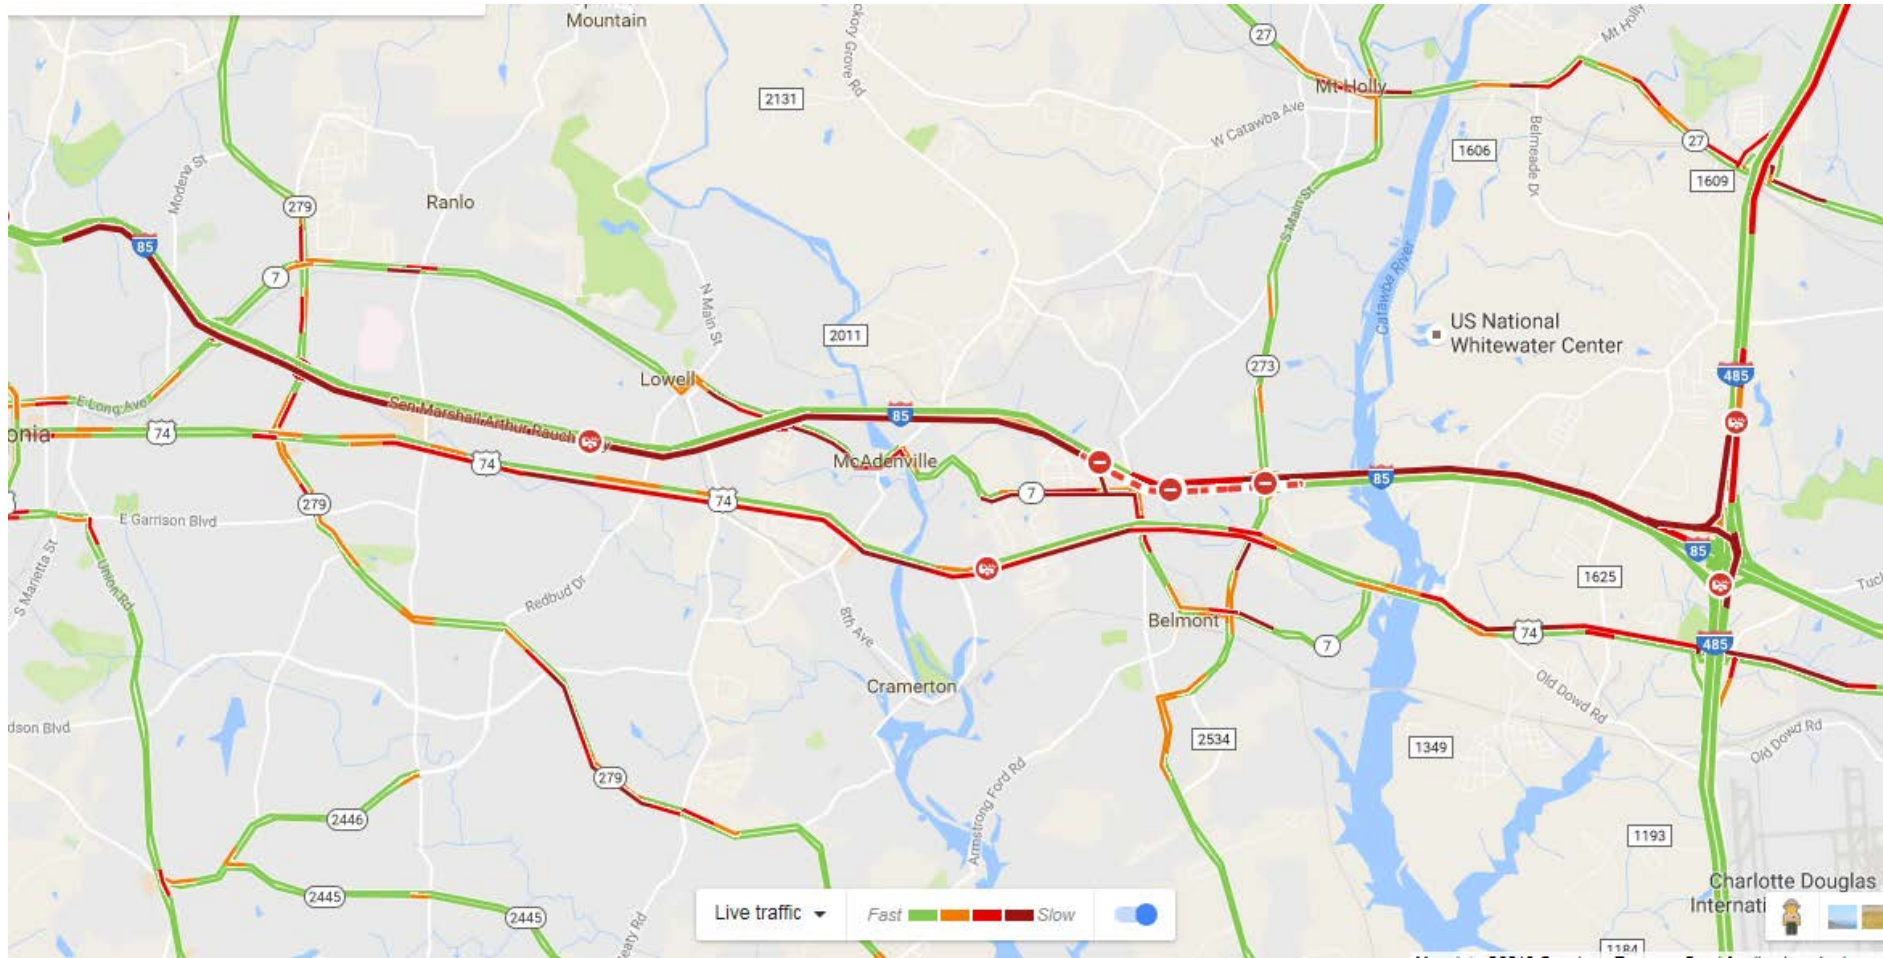 Mountain
ckory Grove Rd
27
Mt Holly
Mt Holly
2131
W Catawba Ave
1606
Belmeade Dr
27
1609
Modena St
Ranlo
279
S Main St
85
7
Catawba River
N Main St
2011
US National
Whitewater Center
273
485
Lowell
E Long Ave
Sen Marshall Arthur Rauch
y
85
onia
74
74
McAdenville
7
85
74
279
E Garrison Blvd
85
S Marietta St
Union Rd
Redbud Dr
8th Ave
Belmont
1625
Tuc
74
7
485
Cramerton
Old Dowd Rd
dson Blvd
2534
1349
Old Dowd Rd
279
2446
Armstrong Ford Rd
1193
2445
2445
Charlotte Douglas
Internati
Live traffic
Fast
Slow
eaty Rd
1184